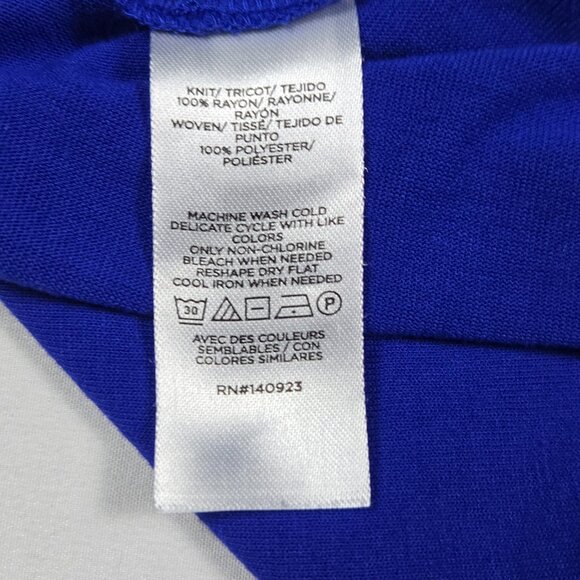 KNIT/ TRICOT/ TEJIDO
100% RAYON/ RAYONNE/
RAYÓN
WOVEN/ TISSÉ/ TEJIDO DE
PUNTO
100% POLYESTER/
POLIÉSTER
MACHINE WASH COLD
DELICATE CYCLE WITH LIKE
COLORS
ONLY NON-CHLORINE
BLEACH WHEN NEEDED
RESHAPE DRY FLAT
COOL IRON WHEN NEEDED
30 P
AVEC DES COULEURS
SEMBLABLES / CON
COLORES SIMILARES
RN#140923